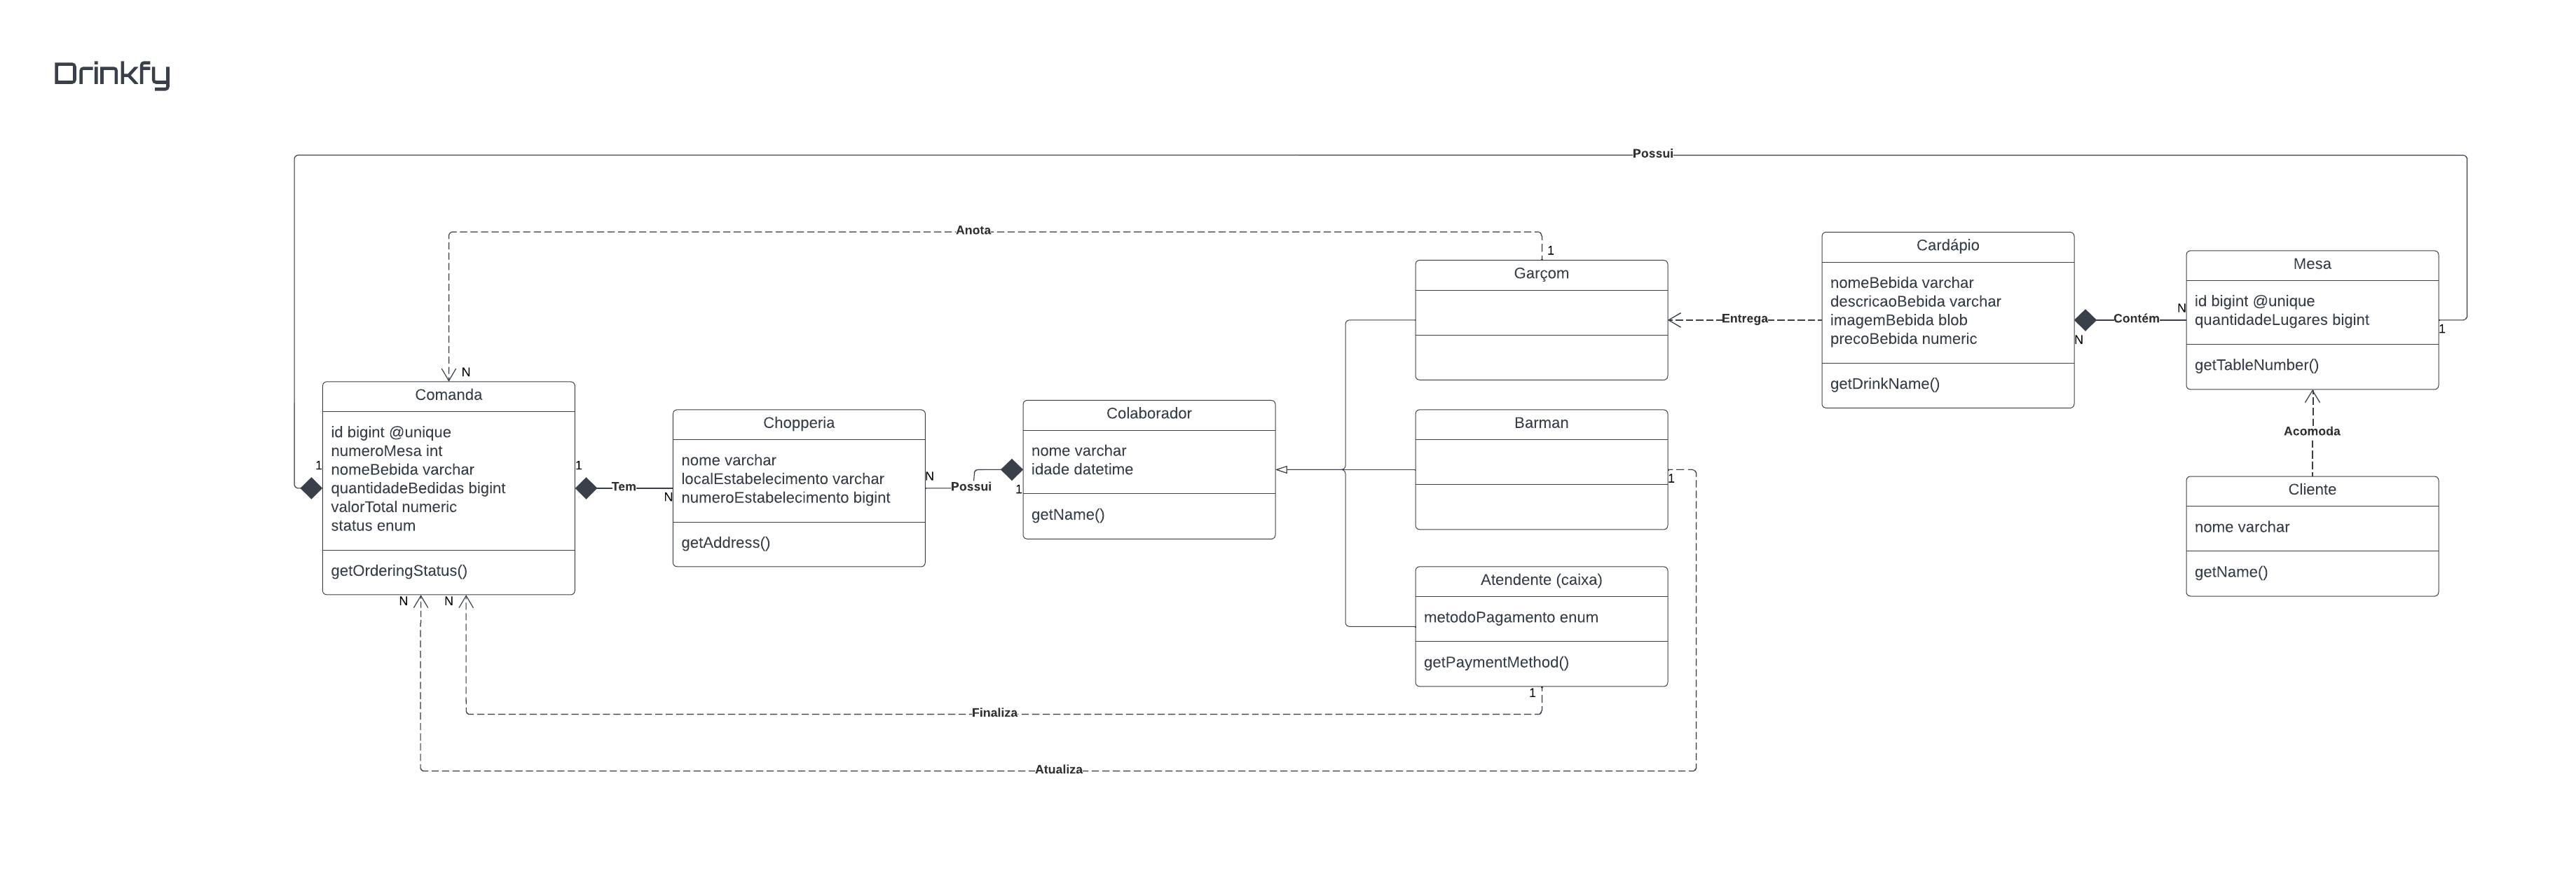 Drinkfy
Possui
Anota
1
N
Comanda
id bigint @unique
numeroMesa int
nomeBebida varchar
quantidadeBedidas bigint
valorTotal numeric
status enum
getOrderingStatus()
1
1
Tem
N
N
N
Chopperia
nome varchar
localEstabelecimento varchar
numeroEstabelecimento bigint
getAddress()
N
Possui
1
Colaborador
nome varchar
idade datetime
getName()
Garçom
Barman
1
Atendente (caixa)
metodoPagamento enum
getPaymentMethod()
1
Entrega
Cardápio
nomeBebida varchar
descricaoBebida varchar
imagemBebida blob
precoBebida numeric
getDrinkName()
N
Contém
N
Mesa
id bigint @unique
quantidadeLugares bigint
getTableNumber()
1
Acomoda
Cliente
nome varchar
getName()
Finaliza
Atualiza